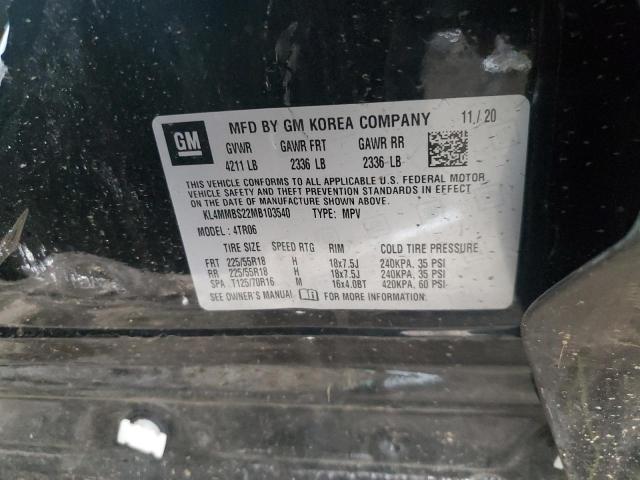 GM MFD BY GM KOREA COMPANY 11/20
GVWR GAWR FRT GAWR RR
4211 LB 2336 LB 2336 LB
THIS VEHICLE CONFORMS TO ALL APPLICABLE U.S. FEDERAL MOTOR
VEHICLE SAFETY AND THEFT PREVENTION STANDARDS IN EFFECT
ON THE DATE OF MANUFACTURE SHOWN ABOVE.
KL4MMBS22MB103540 TYPE: MPV
MODEL: 4TR06
TIRE SIZE SPEED RTG RIM COLD TIRE PRESSURE
FRT 225/55R18 H 18x7.5J 240KPA, 35 PSI
RR 225/55R18 H 18x7.5J 240KPA, 35 PSI
SPA T125/70R16 M 16x4.0BT 420KPA, 60 PSI
SEE OWNER'S MANUAL FOR MORE INFORMATION.